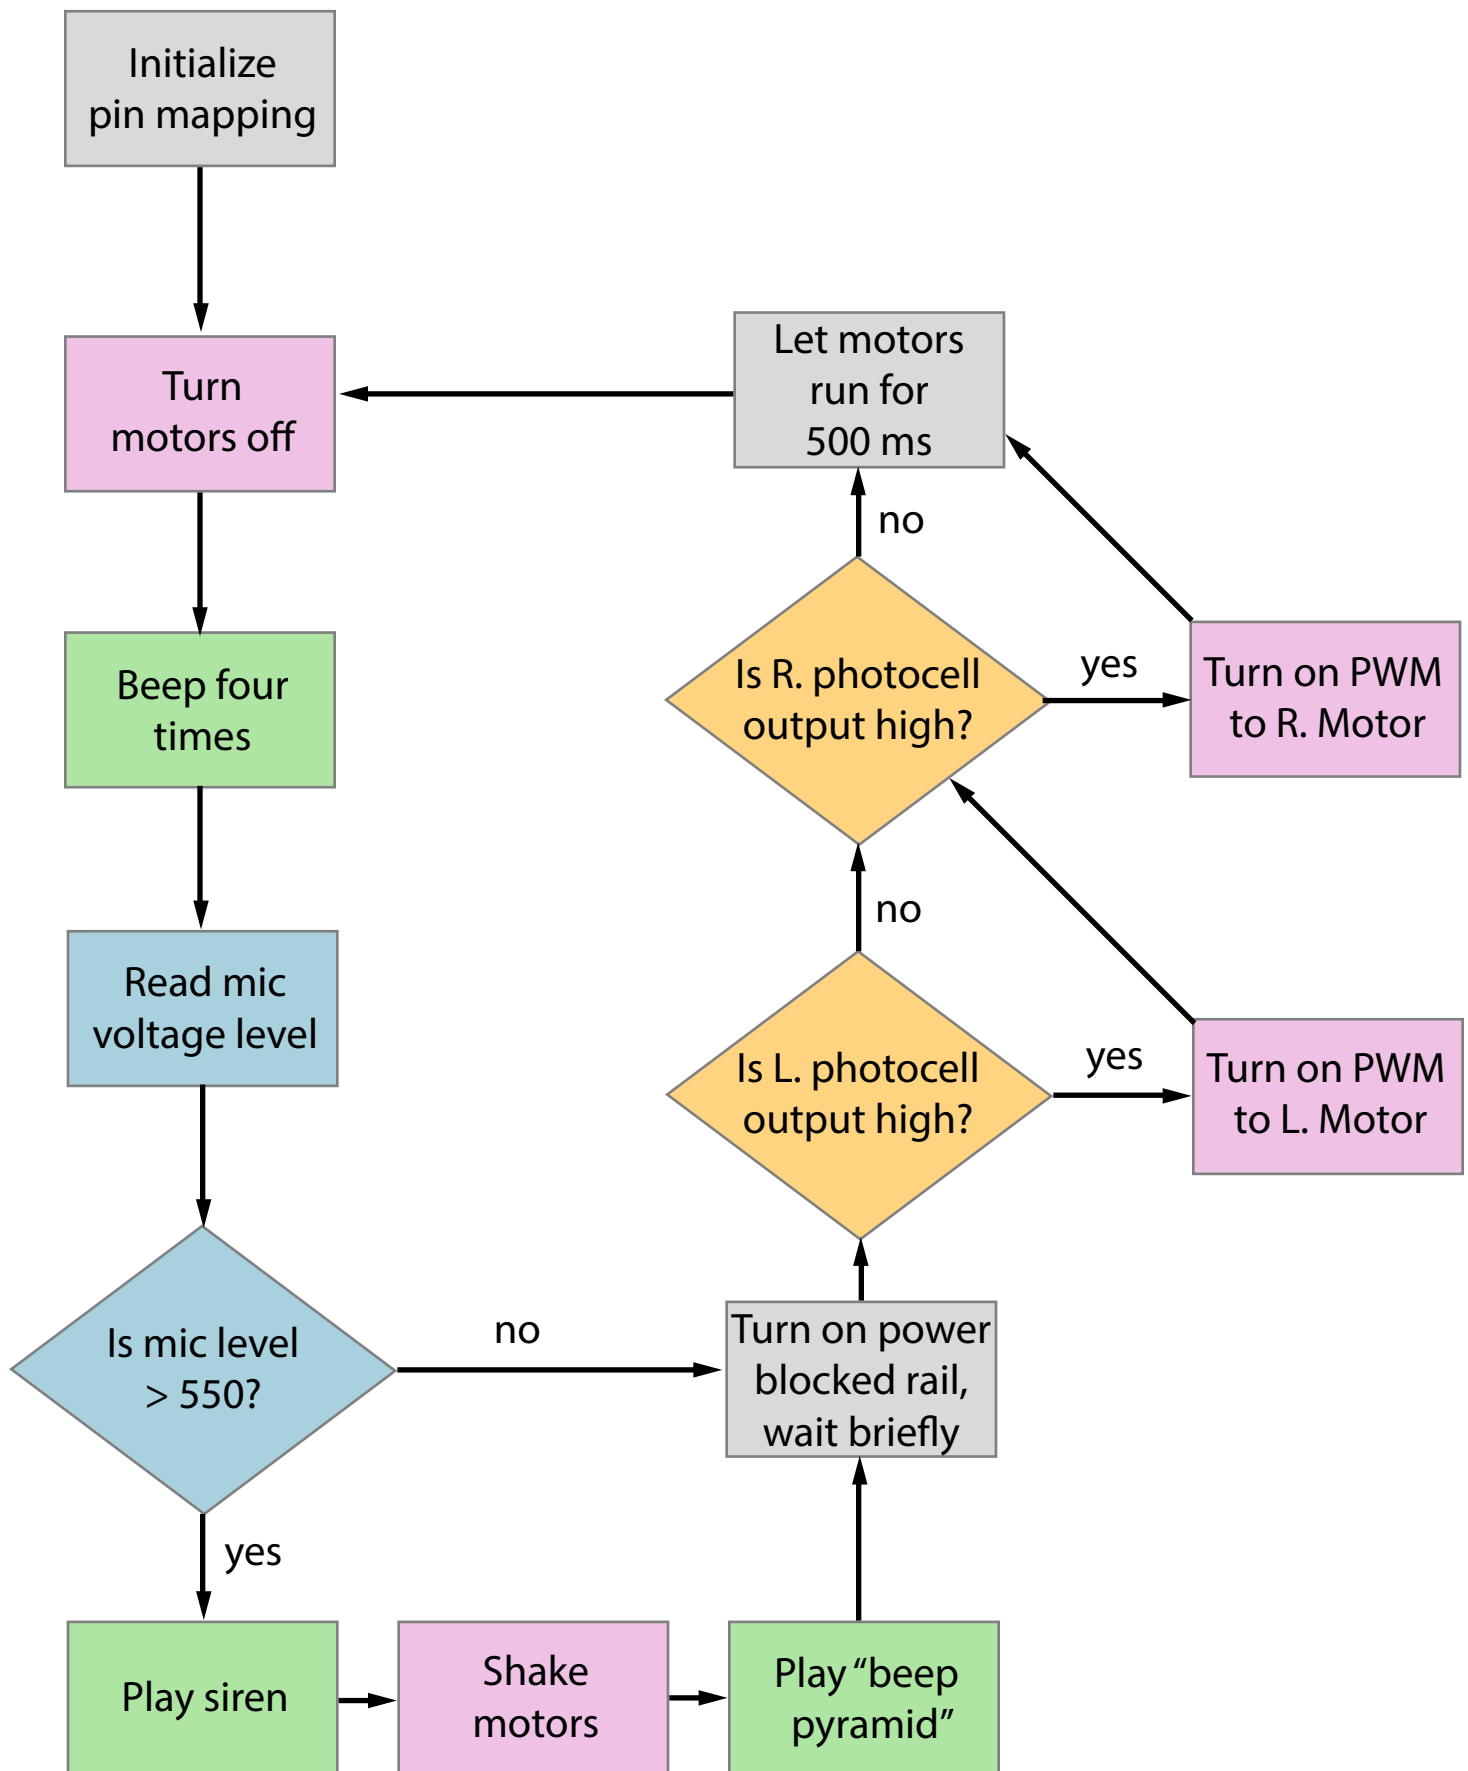 Initialize
pin mapping
Turn
motors off
Beep four
times
Read mic
voltage level
Is mic level
> 550?
no
yes
Play siren
Shake
motors
Play “beep
pyramid”
Turn on power
blocked rail,
wait briefly
Is L. photocell
output high?
yes
Turn on PWM
to L. Motor
no
Is R. photocell
output high?
yes
Turn on PWM
to R. Motor
no
Let motors
run for
500 ms